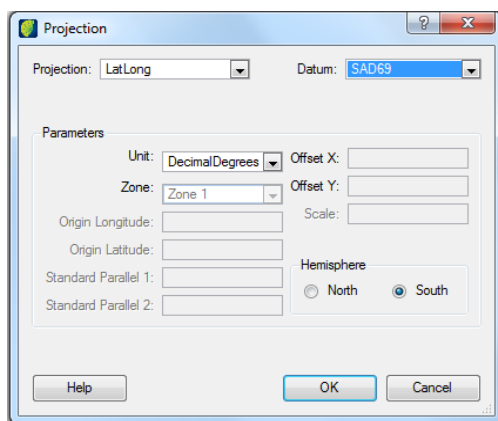 Projection
Projection: LatLong Datum: SAD69
Parameters
Unit: DecimalDegrees Offset X:
Zone: Zone 1 Offset Y:
Origin Longitude: Scale:
Origin Latitude:
Standard Parallel 1: Hemisphere
Standard Parallel 2: North South
Help OK Cancel